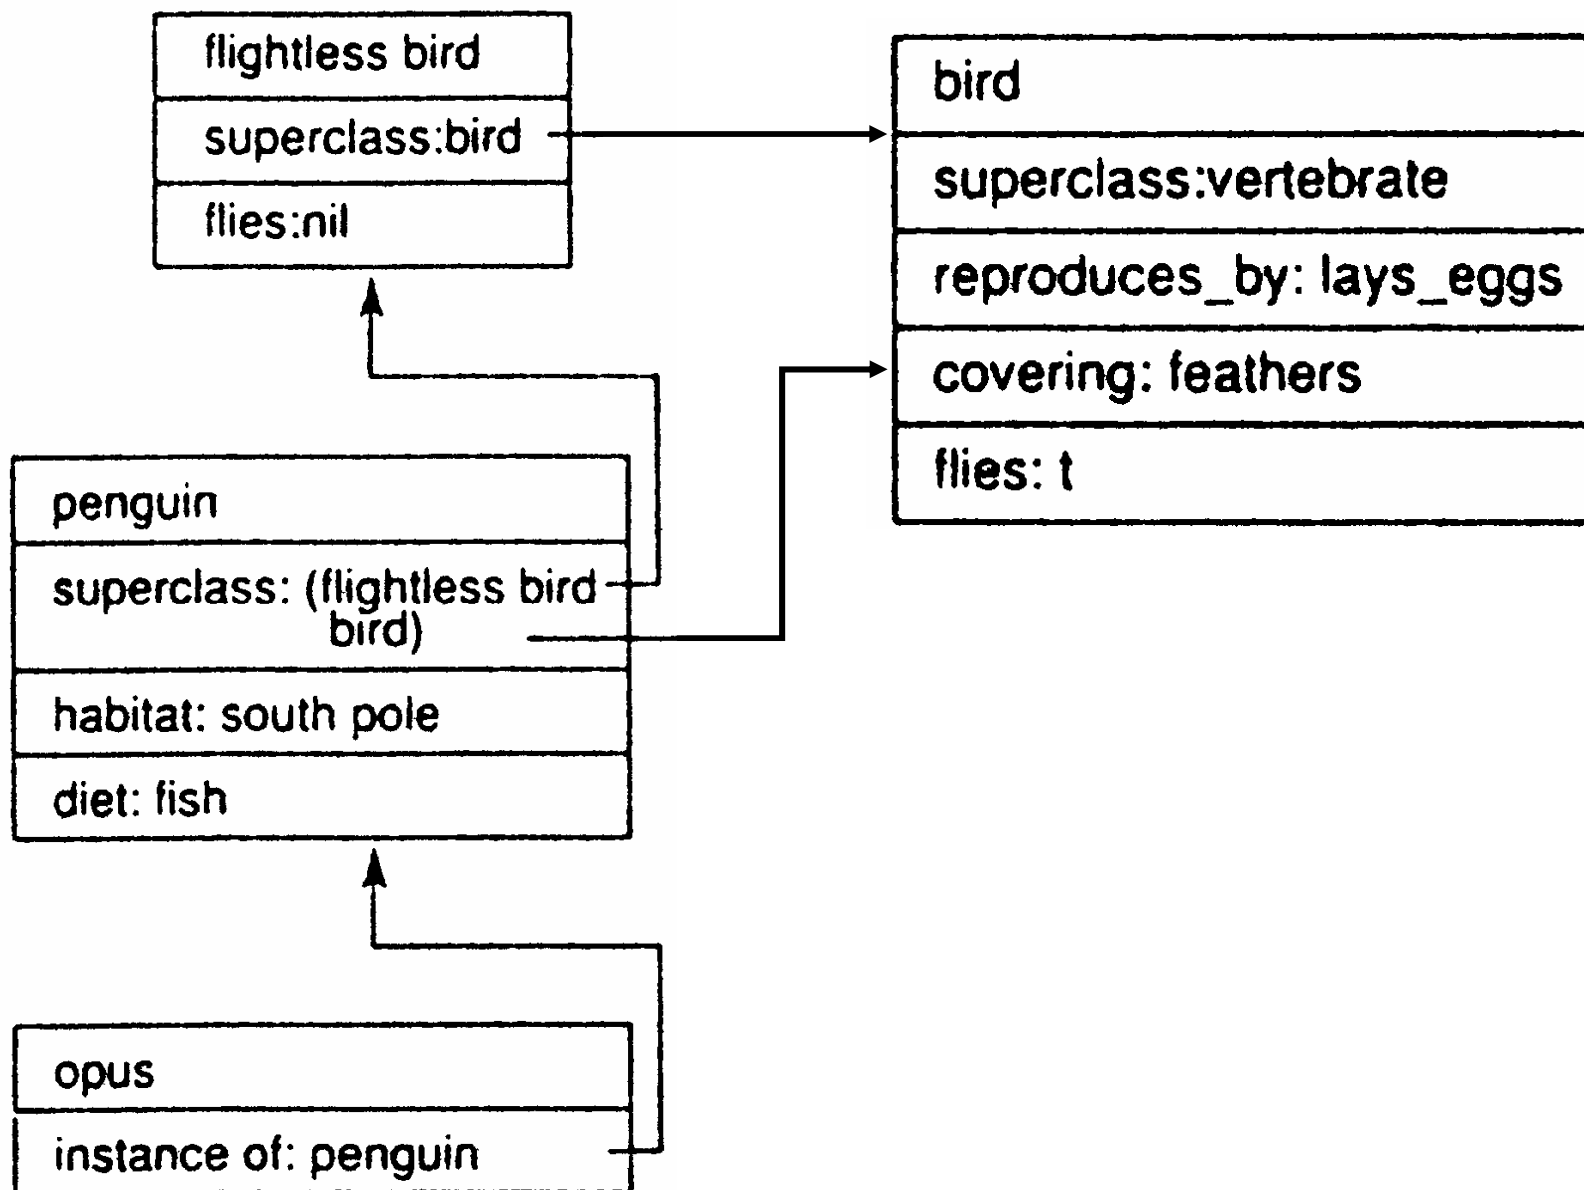 flightless bird
superclass:bird
flies:nil
bird
superclass:vertebrate
reproduces_by: lays_eggs
covering: feathers
flies: t
penguin
superclass: (flightless bird
bird)
habitat: south pole
diet: fish
opus
instance of: penguin